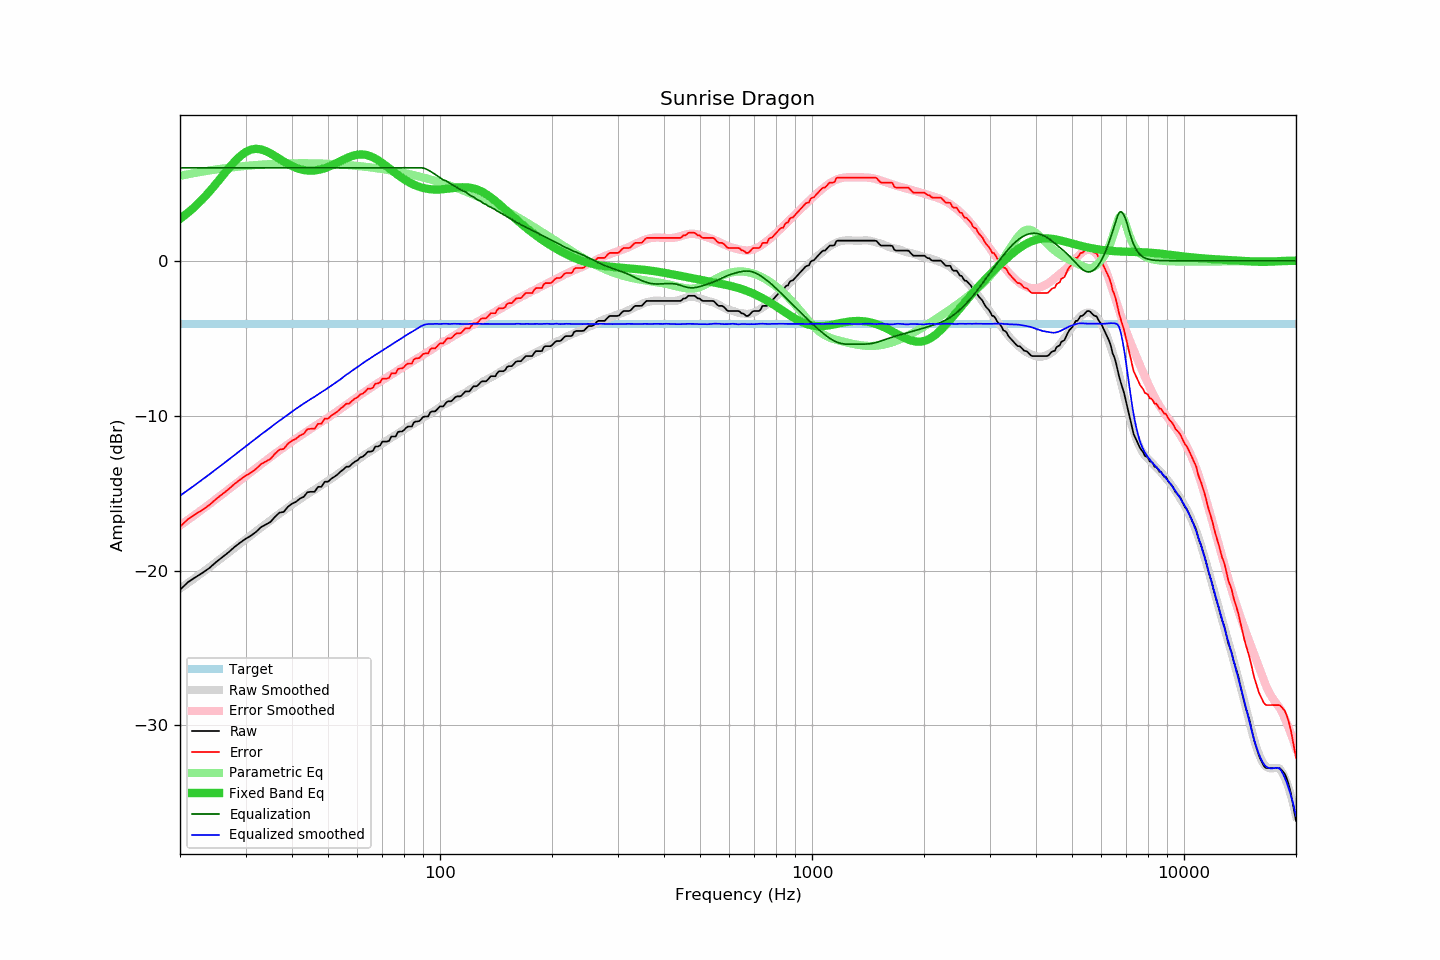 Sunrise Dragon
Amplitude (dBr)
0
−10
−20
−30
Target
Raw Smoothed
Error Smoothed
Raw
Error
Parametric Eq
Fixed Band Eq
Equalization
Equalized smoothed
100
1000
10000
Frequency (Hz)